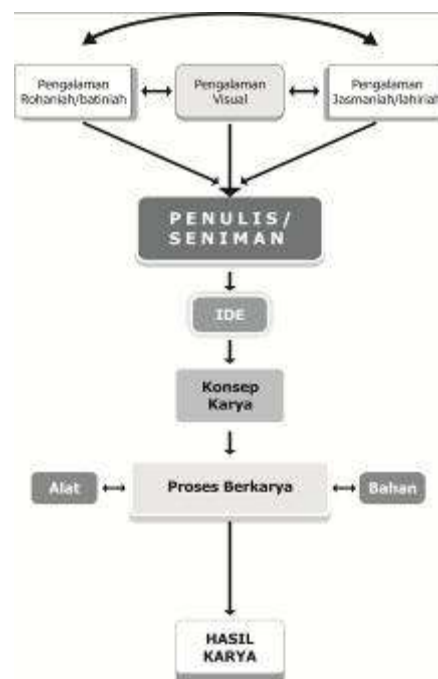 Pengalaman
Rohaniah/batiniah
Pengalaman
Visual
Pengalaman
Jasmaniah/lahiriah
PENULIS/
SENIMAN
IDE
Konsep
Karya
Alat
Proses Berkarya
Bahan
HASIL
KARYA